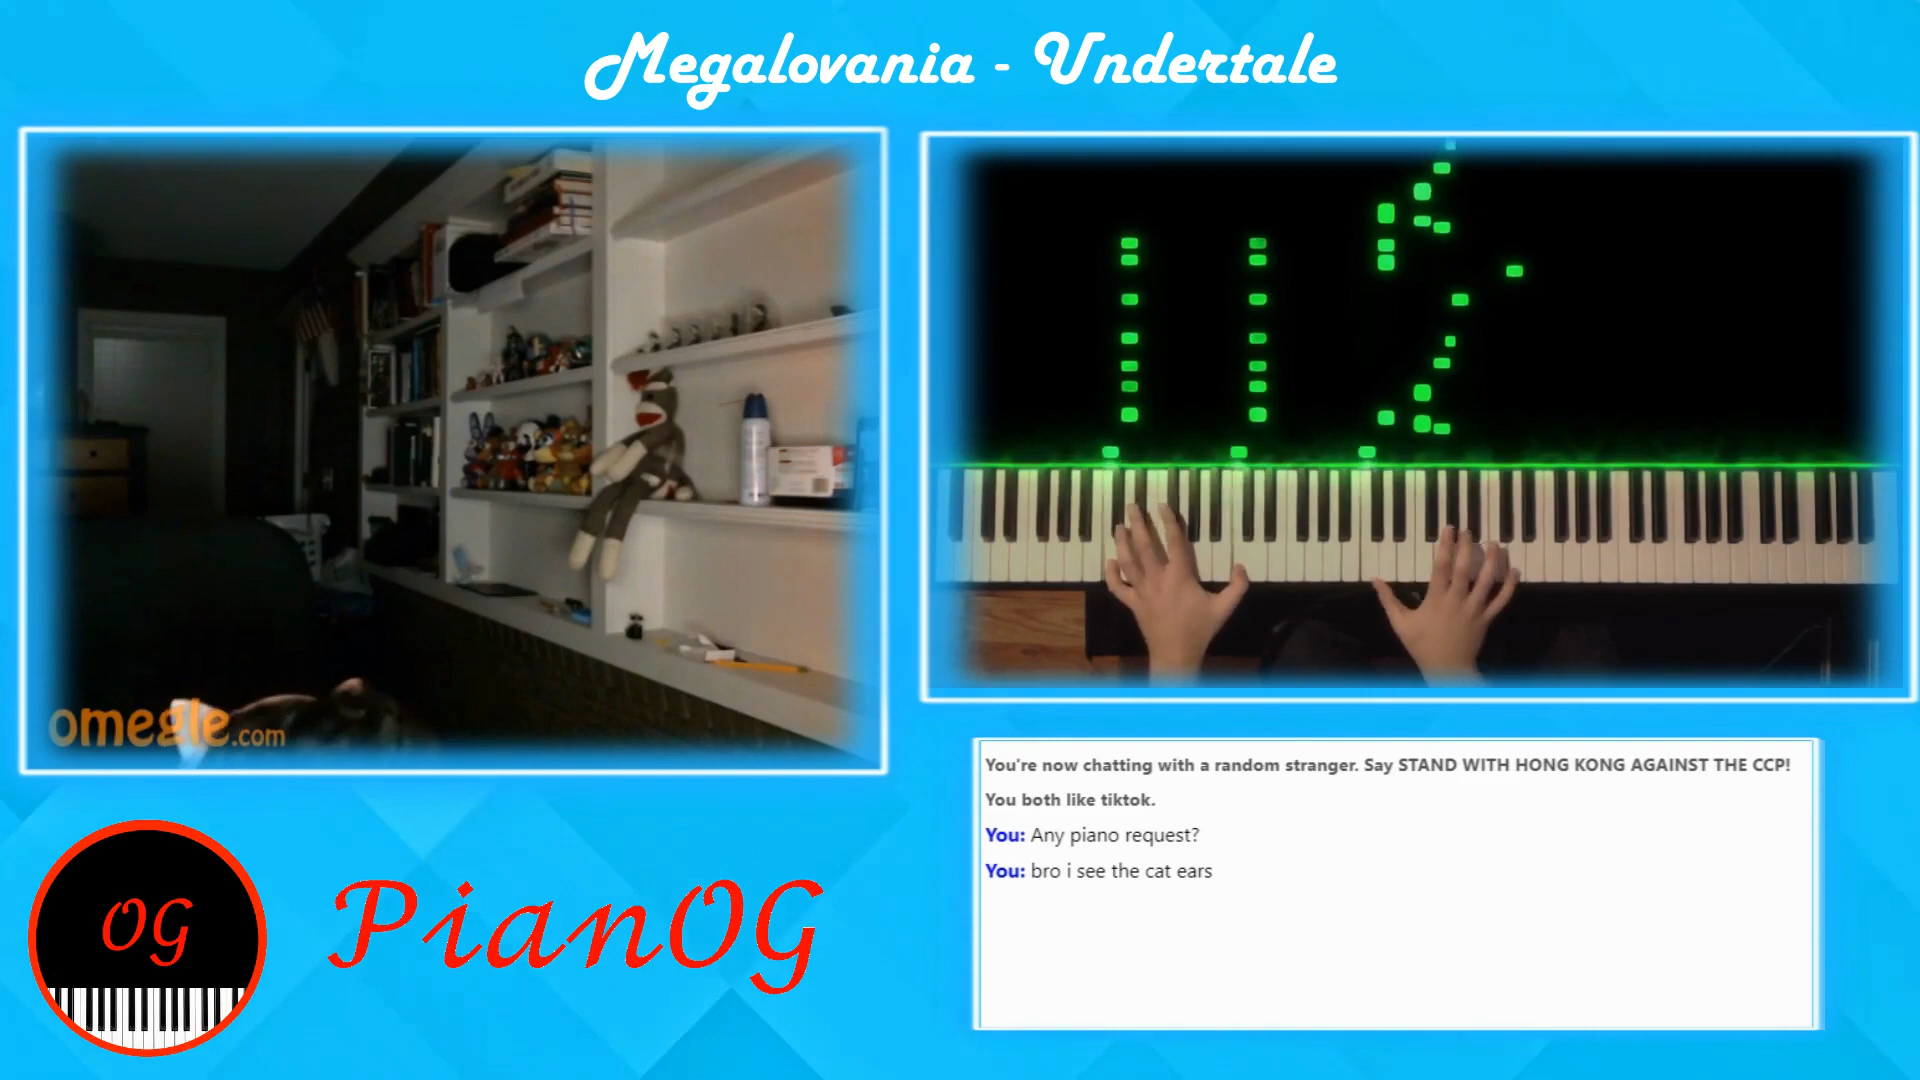 Megalovania - Undertale
omegle.com
You're now chatting with a random stranger. Say STAND WITH HONG KONG AGAINST THE CCP!
You both like tiktok.
You: Any piano request?
You: bro i see the cat ears
OG
PianOG